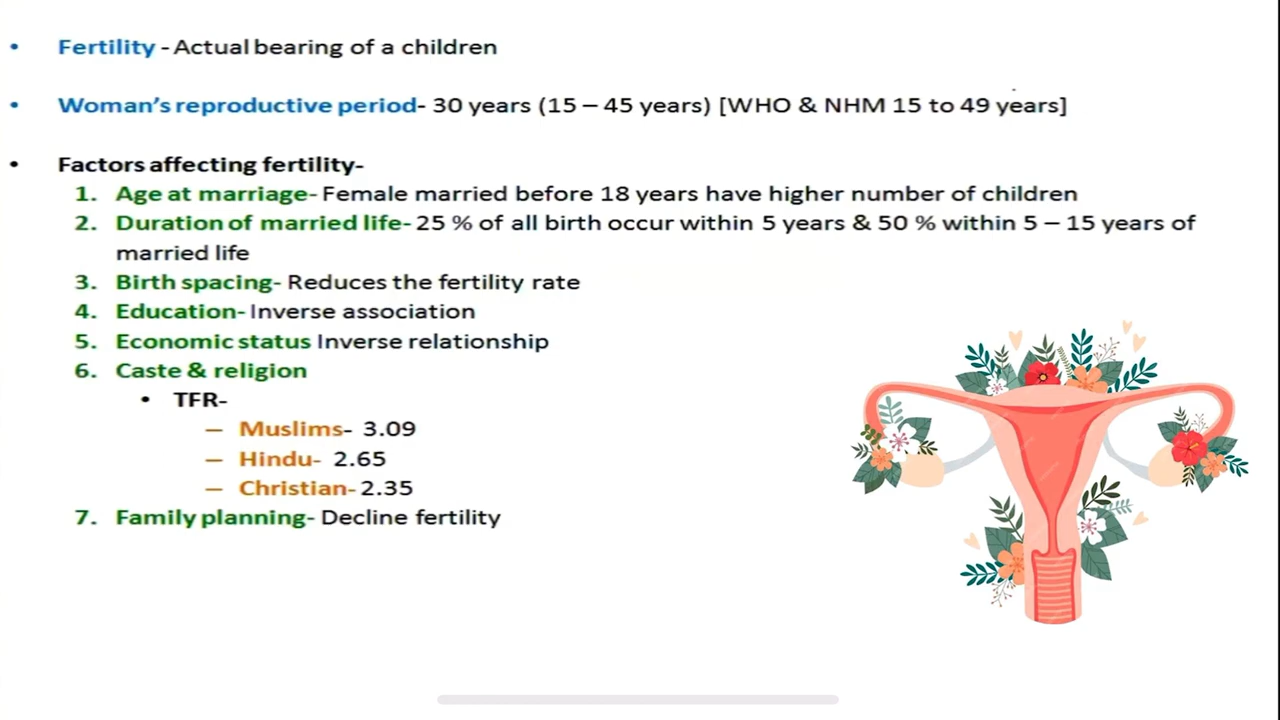 • Fertility - Actual bearing of a children
• Woman's reproductive period- 30 years (15 – 45 years) [WHO & NHM 15 to 49 years]
• Factors affecting fertility-
1. Age at marriage- Female married before 18 years have higher number of children
2. Duration of married life- 25 % of all birth occur within 5 years & 50 % within 5 – 15 years of
married life
3. Birth spacing- Reduces the fertility rate
4. Education- Inverse association
5. Economic status Inverse relationship
6. Caste & religion
• TFR-
– Muslims- 3.09
– Hindu- 2.65
– Christian- 2.35
7. Family planning- Decline fertility